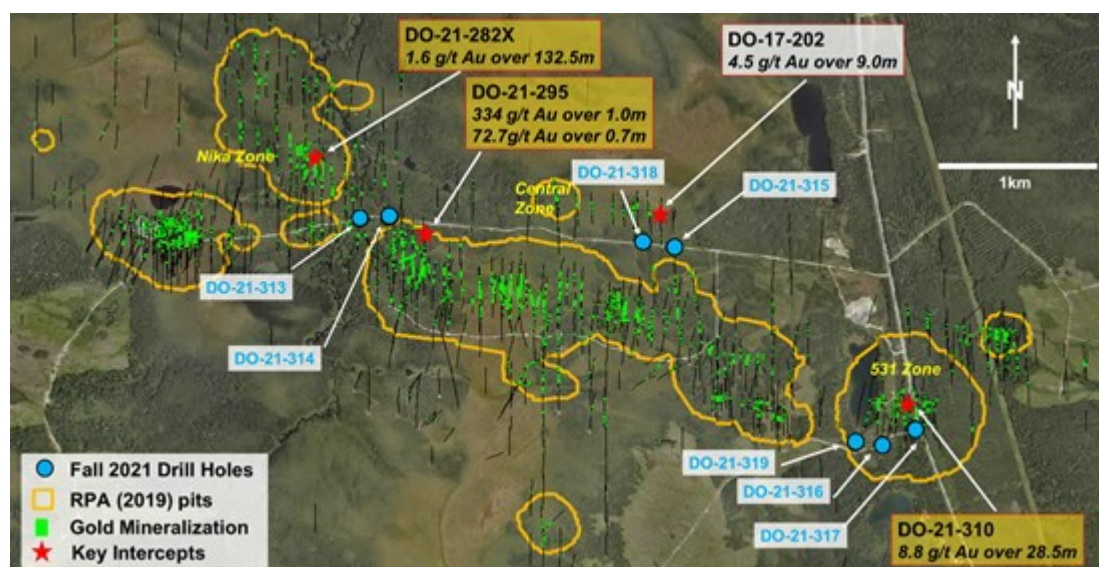 DO-21-282X
1.6 g/t Au over 132.5m
DO-17-202
4.5 g/t Au over 9.0m
DO-21-295
334 g/t Au over 1.0m
72.7g/t Au over 0.7m
N
1km
Nika Zone
DO-21-318
Central
Zone
DO-21-315
DO-21-313
DO-21-314
531 Zone
DO-21-319
DO-21-316
DO-21-317
DO-21-310
8.8 g/t Au over 28.5m
Fall 2021 Drill Holes
RPA (2019) pits
Gold Mineralization
Key Intercepts